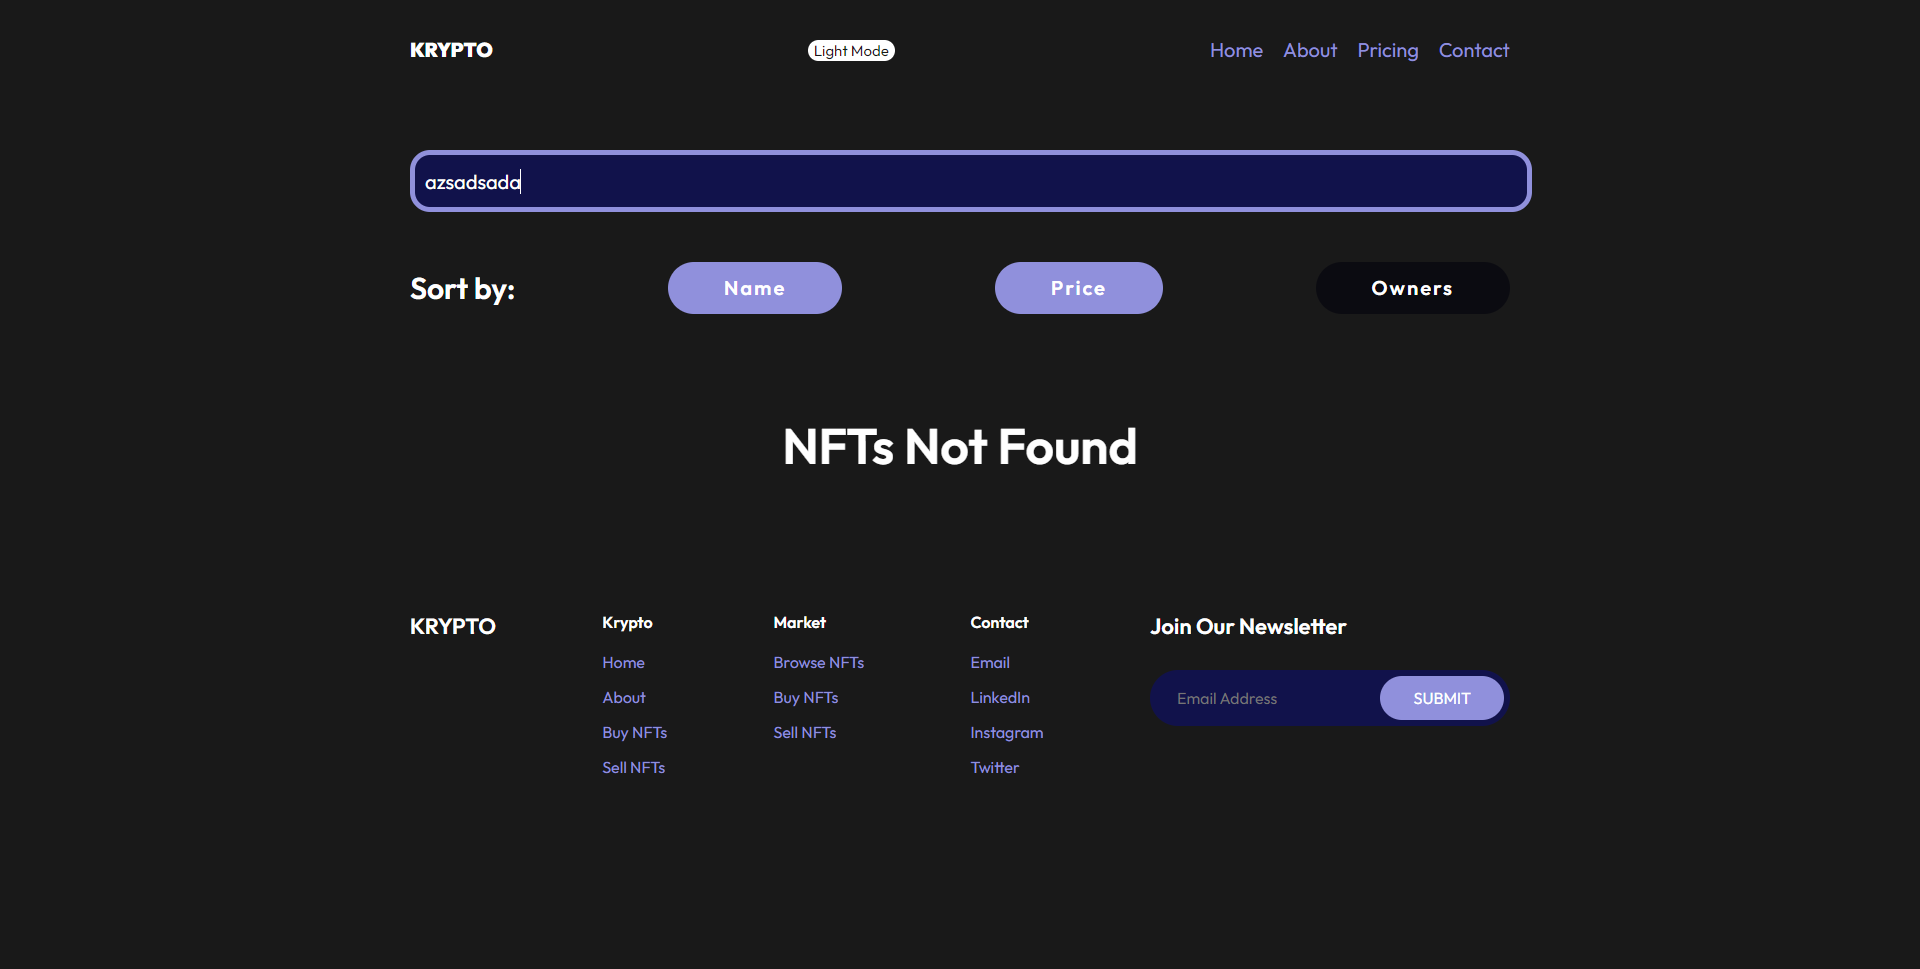 KRYPTO
Light Mode
Home About Pricing Contact
azsadsada
Sort by:
Name
Price
Owners
NFTs Not Found
KRYPTO
Krypto
Home
About
Buy NFTs
Sell NFTs
Market
Browse NFTs
Buy NFTs
Sell NFTs
Contact
Email
LinkedIn
Instagram
Twitter
Join Our Newsletter
Email Address
SUBMIT